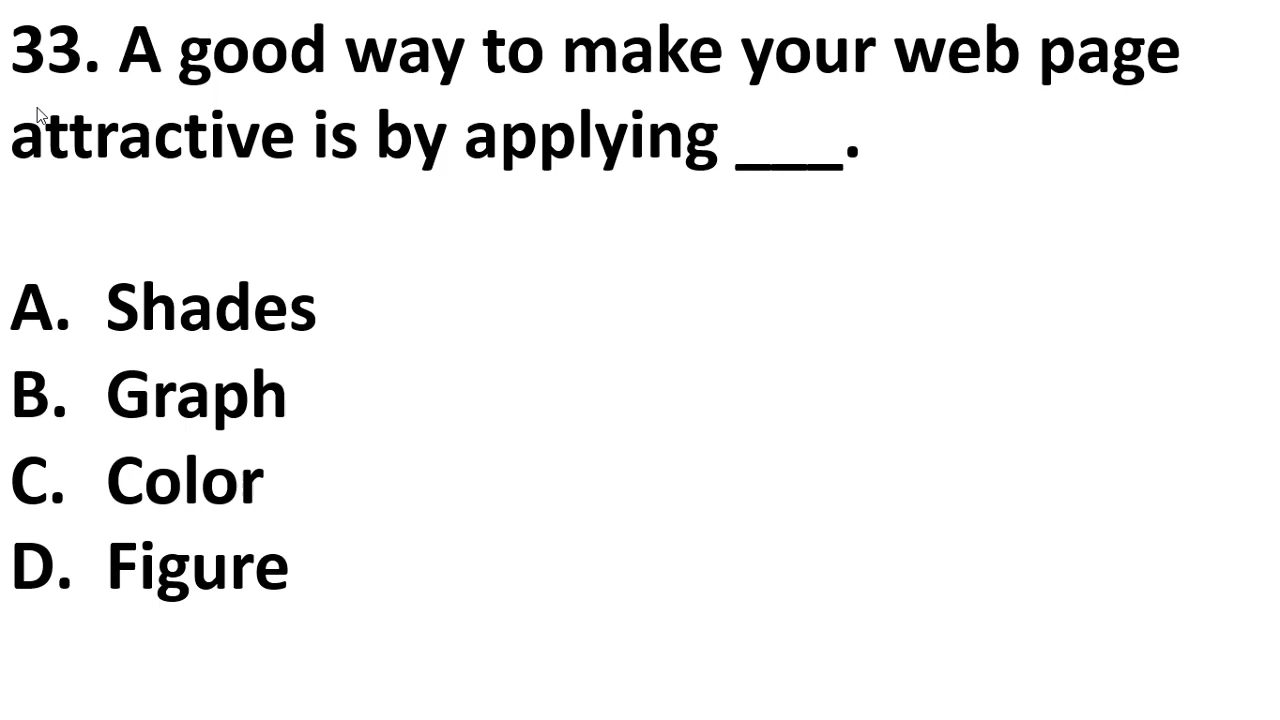 33. A good way to make your web page
attractive is by applying ___.
A. Shades
B. Graph
C. Color
D. Figure